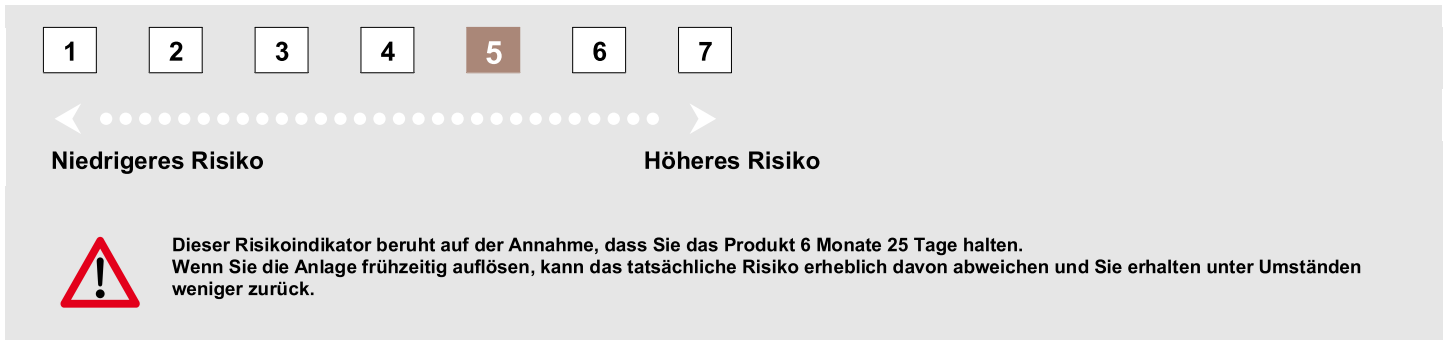 1 2 3 4 5 6 7
Niedrigeres Risiko Höheres Risiko
Dieser Risikoindikator beruht auf der Annahme, dass Sie das Produkt 6 Monate 25 Tage halten.
Wenn Sie die Anlage frühzeitig auflösen, kann das tatsächliche Risiko erheblich davon abweichen und Sie erhalten unter Umständen
weniger zurück.